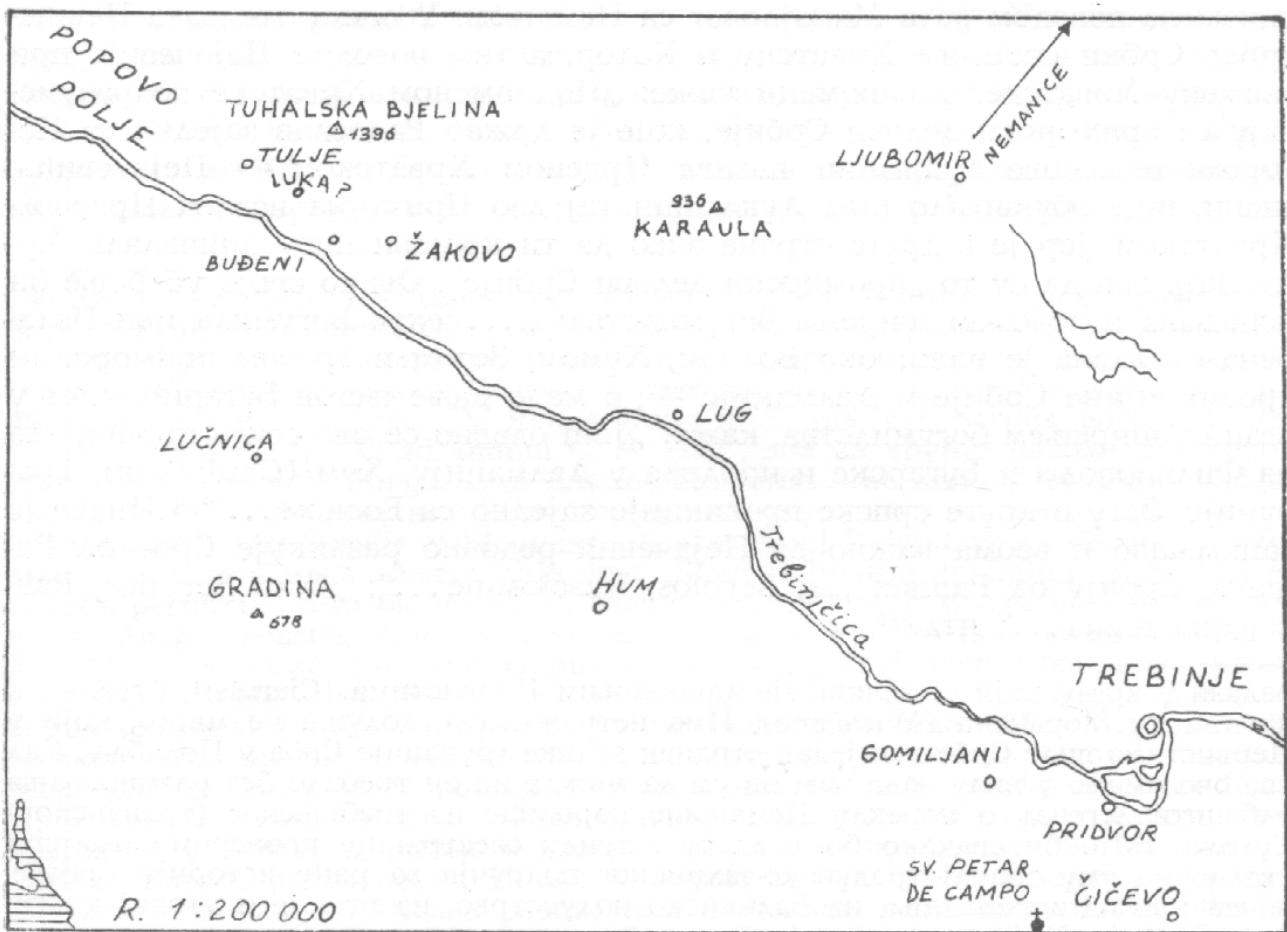 POPOVO
POLJE
TUHALSKA BJELINA
1396
TULJE
LUKA?
BUĐENI
ŽAKOVO
936
KARAULA
LJUBOMIR
NEMANIĆE
LUG
LUČNICA
Trebinjčica
GRADINA
678
HUM
TREBINJE
GOMILJANI
PRIDVOR
SV. PETAR
DE CAMPO
ČIČEVO
R. 1:200 000